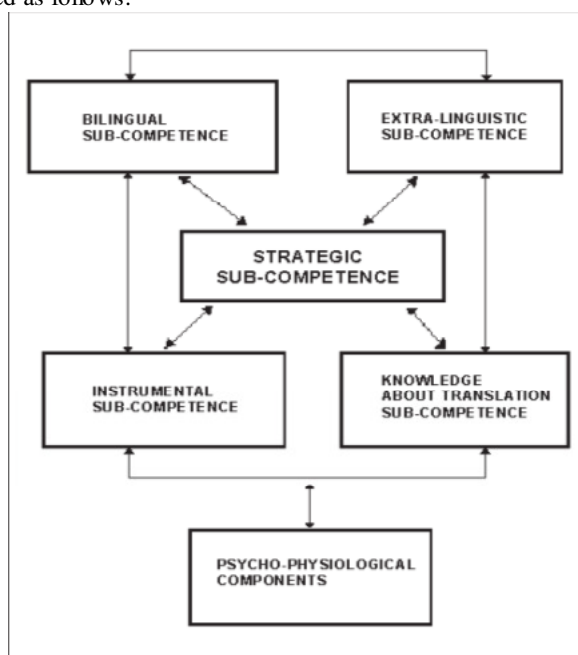 ed as follows:
BILINGUAL
SUB-COMPETENCE
EXTRA-LINGUISTIC
SUB-COMPETENCE
STRATEGIC
SUB-COMPETENCE
INSTRUMENTAL
SUB-COMPETENCE
KNOWLEDGE
ABOUT TRANSLATION
SUB-COMPETENCE
PSYCHO-PHYSIOLOGICAL
COMPONENTS